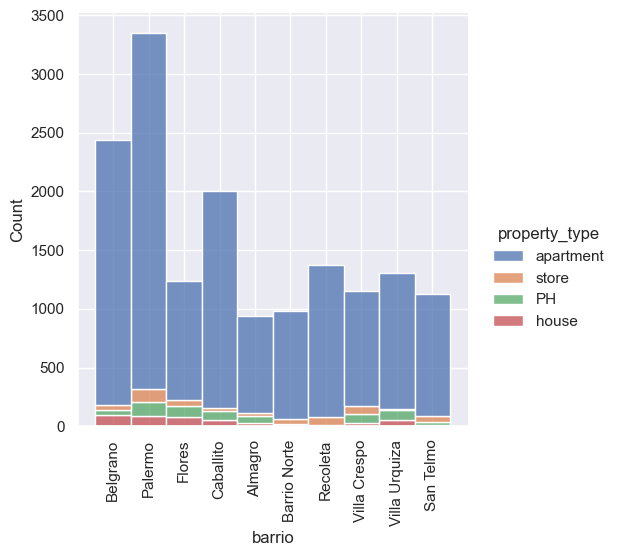 3500
3000
2500
2000
1500
1000
500
0
Count
Belgrano
Palermo
Flores
Caballito
Almagro
Barrio Norte
Recoleta
Villa Crespo
Villa Urquiza
San Telmo
barrio
property_type
apartment
store
PH
house